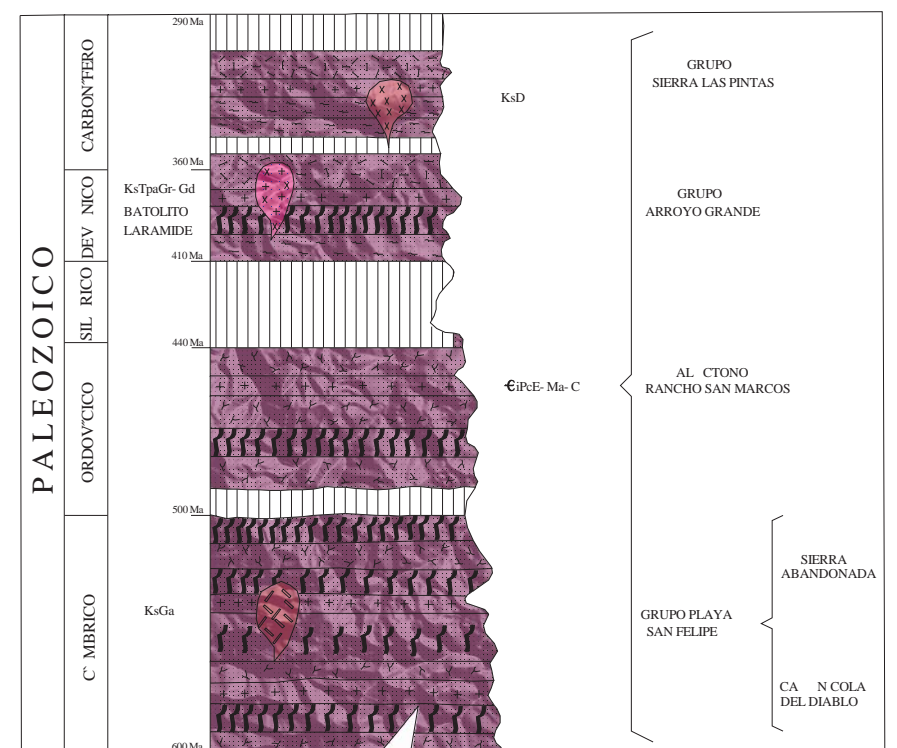 PALEOZOICO
CARBON´FERO
DEV NICO
SIL RICO
ORDOV´CICO
C` MBRICO
290 Ma
360 Ma
410 Ma
440 Ma
500 Ma
600 Ma
KsTpaGr- Gd
BATOLITO
LARAMIDE
KsGa
KsD
€iPcE- Ma- C
GRUPO
SIERRA LAS PINTAS
GRUPO
ARROYO GRANDE
AL CTONO
RANCHO SAN MARCOS
GRUPO PLAYA
SAN FELIPE
SIERRA
ABANDONADA
CA N COLA
DEL DIABLO